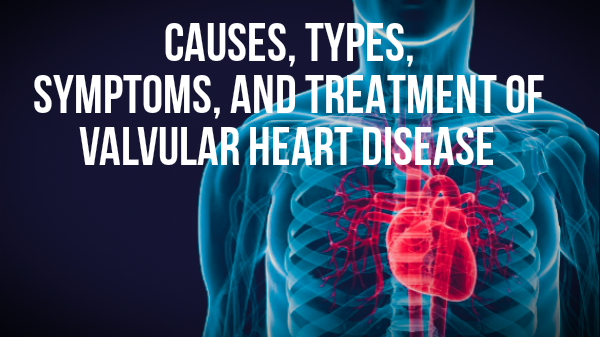 CAUSES, TYPES,
SYMPTOMS, AND TREATMENT OF
VALVULAR HEART DISEASE